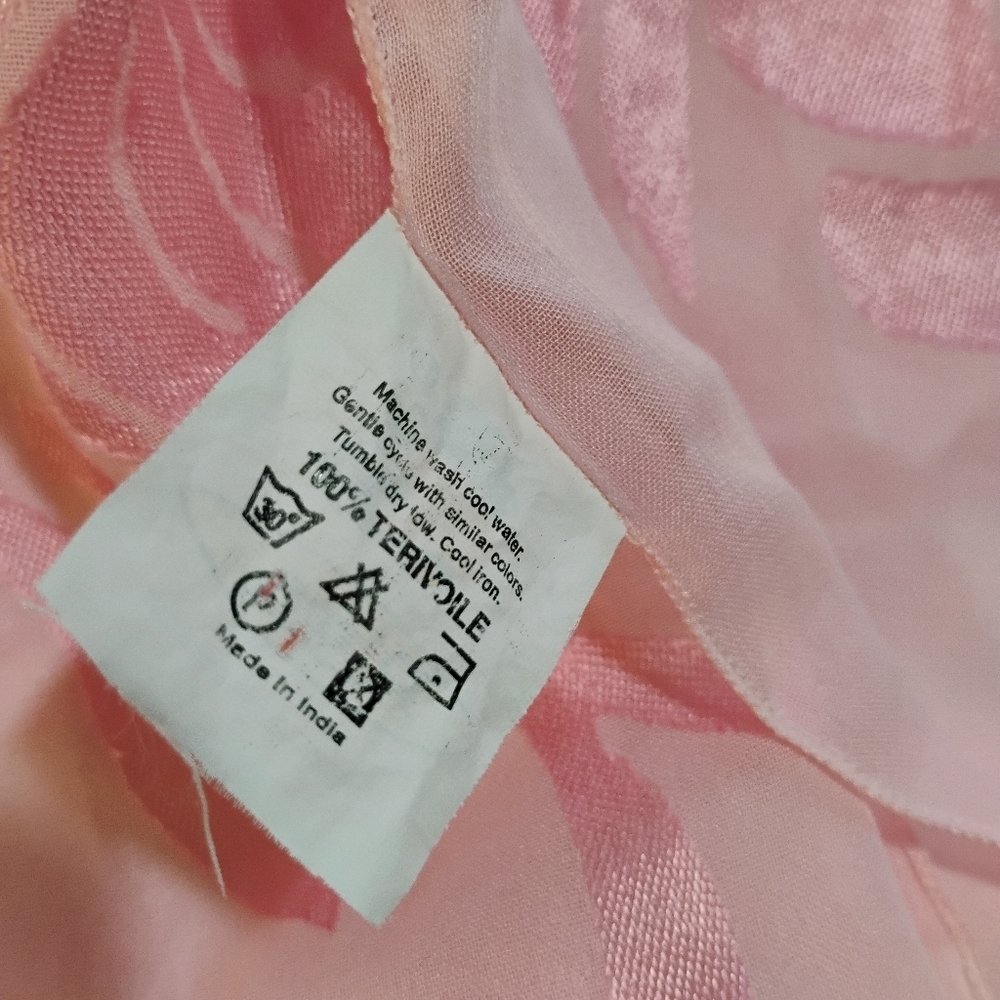 Machine wash cool water.
Gentle cycle with similar colors.
Tumble dry low. Cool iron.
100% TERIVOILE
30°
P
Made In India